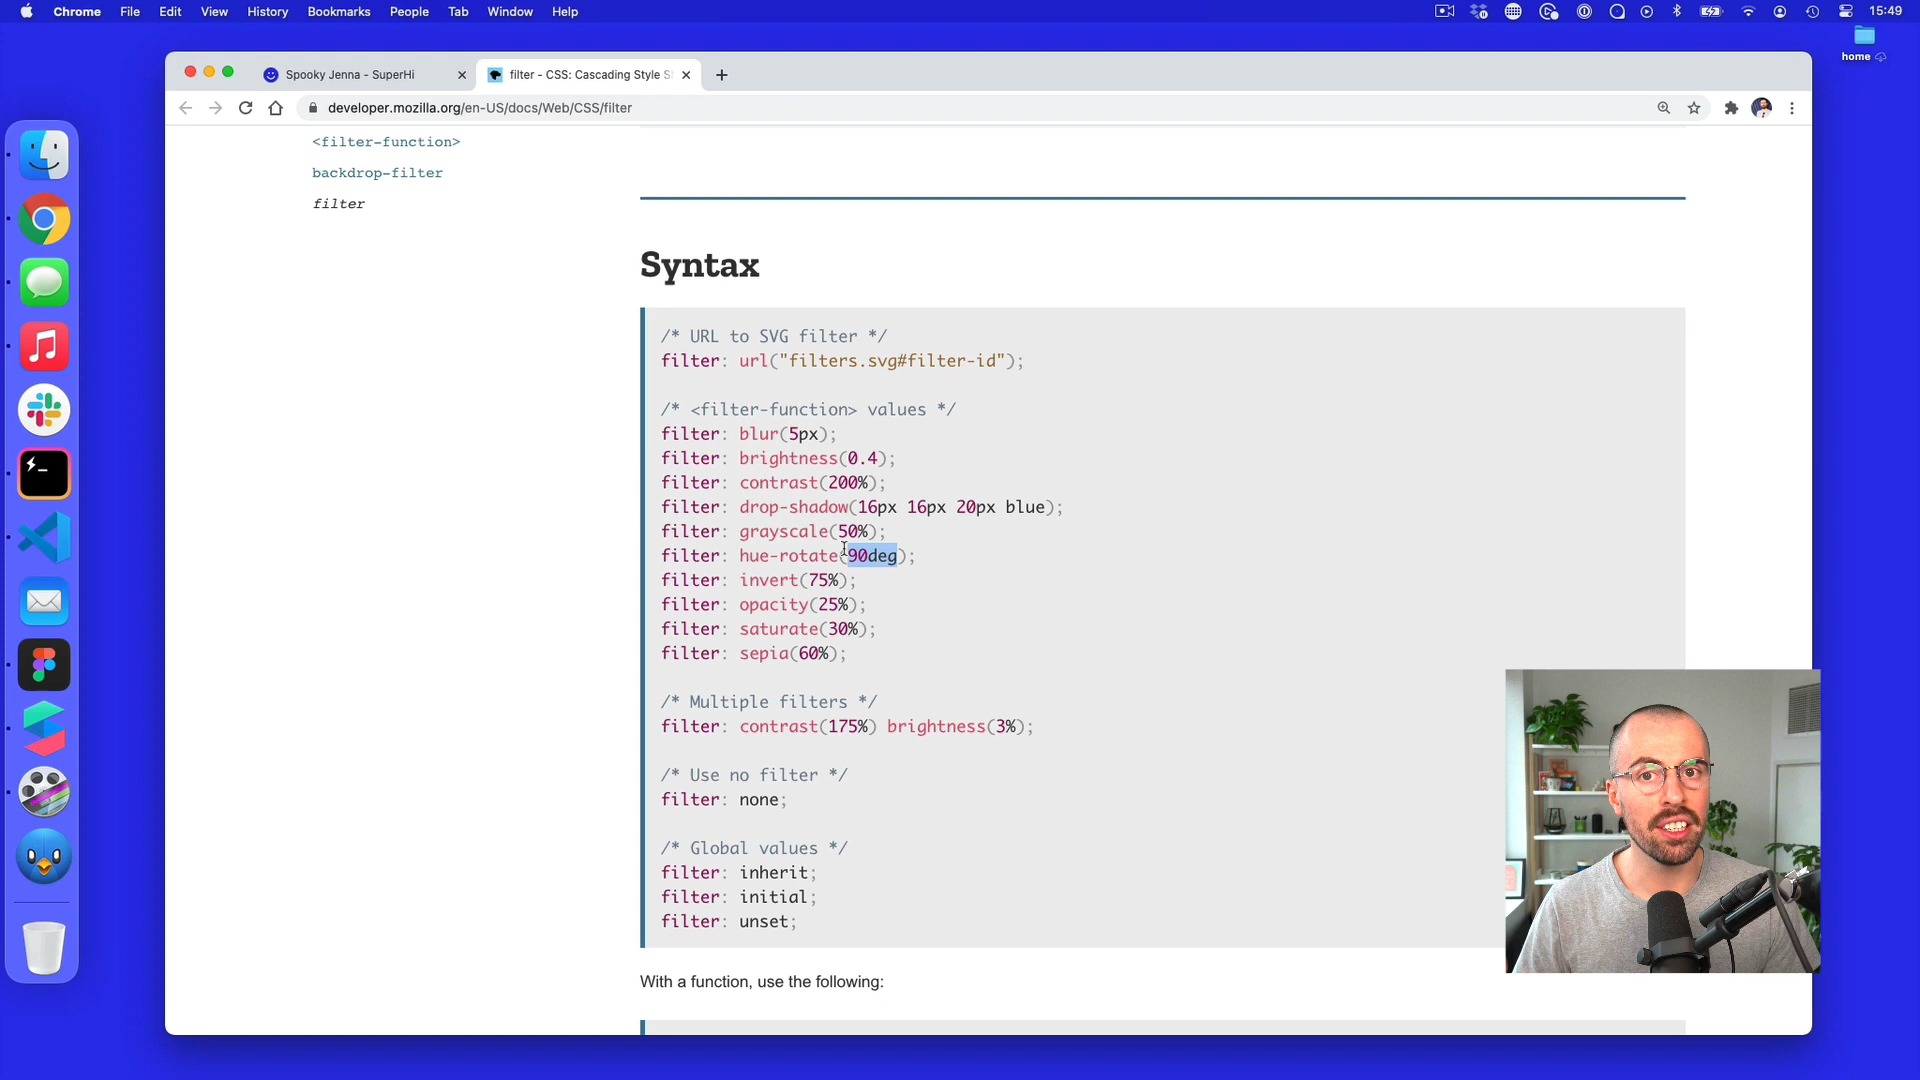 Chrome File Edit View History Bookmarks People Tab Window Help 15:49
home
Spooky Jenna - SuperHi
filter - CSS: Cascading Style S
developer.mozilla.org/en-US/docs/Web/CSS/filter
<filter-function>
backdrop-filter
filter
Syntax
/* URL to SVG filter */
filter: url("filters.svg#filter-id");
/* <filter-function> values */
filter: blur(5px);
filter: brightness(0.4);
filter: contrast(200%);
filter: drop-shadow(16px 16px 20px blue);
filter: grayscale(50%);
filter: hue-rotate(90deg);
filter: invert(75%);
filter: opacity(25%);
filter: saturate(30%);
filter: sepia(60%);
/* Multiple filters */
filter: contrast(175%) brightness(3%);
/* Use no filter */
filter: none;
/* Global values */
filter: inherit;
filter: initial;
filter: unset;
With a function, use the following: